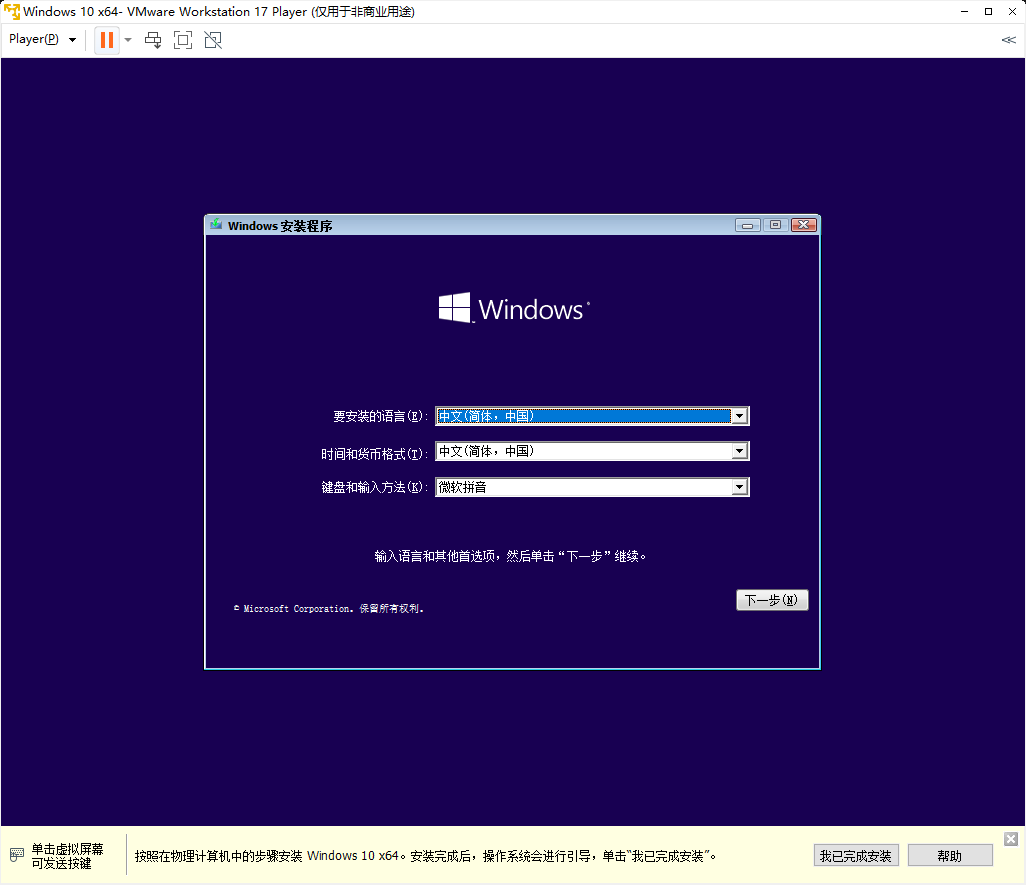 Windows 10 x64- VMware Workstation 17 Player (仅用于非商业用途)
Player(P)
Windows 安装程序
Windows
要安装的语言(E): 中文(简体，中国)
时间和货币格式(T): 中文(简体，中国)
键盘和输入方法(K): 微软拼音
输入语言和其他首选项，然后单击“下一步”继续。
© Microsoft Corporation。保留所有权利。
下一步(N)
单击虚拟屏幕
可发送按键
按照在物理计算机中的步骤安装 Windows 10 x64。安装完成后，操作系统会进行引导，单击“我已完成安装”。
我已完成安装
帮助